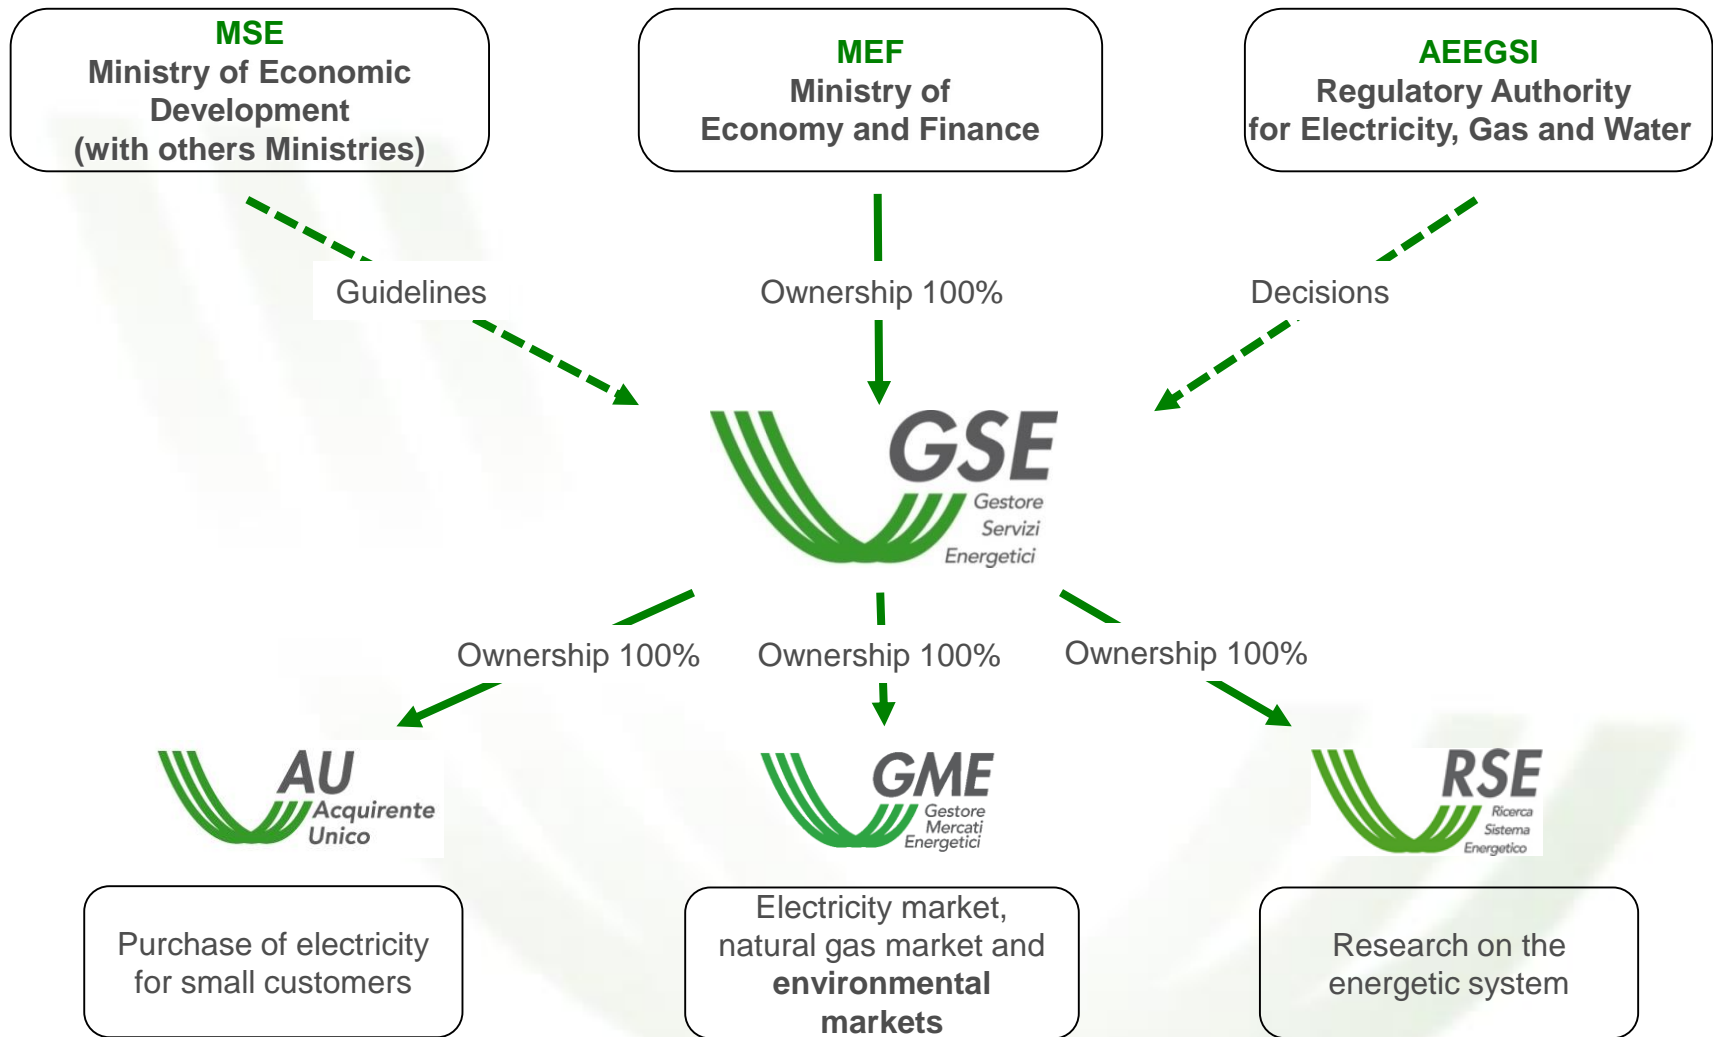 MSE
Ministry of Economic
Development
(with others Ministries)
MEF
Ministry of
Economy and Finance
AEEGSI
Regulatory Authority
for Electricity, Gas and Water
Guidelines
Ownership 100%
Decisions
GSE
Gestore
Servizi
Energetici
Ownership 100%
Ownership 100%
Ownership 100%
AU
Acquirente
Unico
GME
Gestore
Mercati
Energetici
RSE
Ricerca
Sistema
Energetico
Purchase of electricity
for small customers
Electricity market,
natural gas market and
environmental
markets
Research on the
energetic system